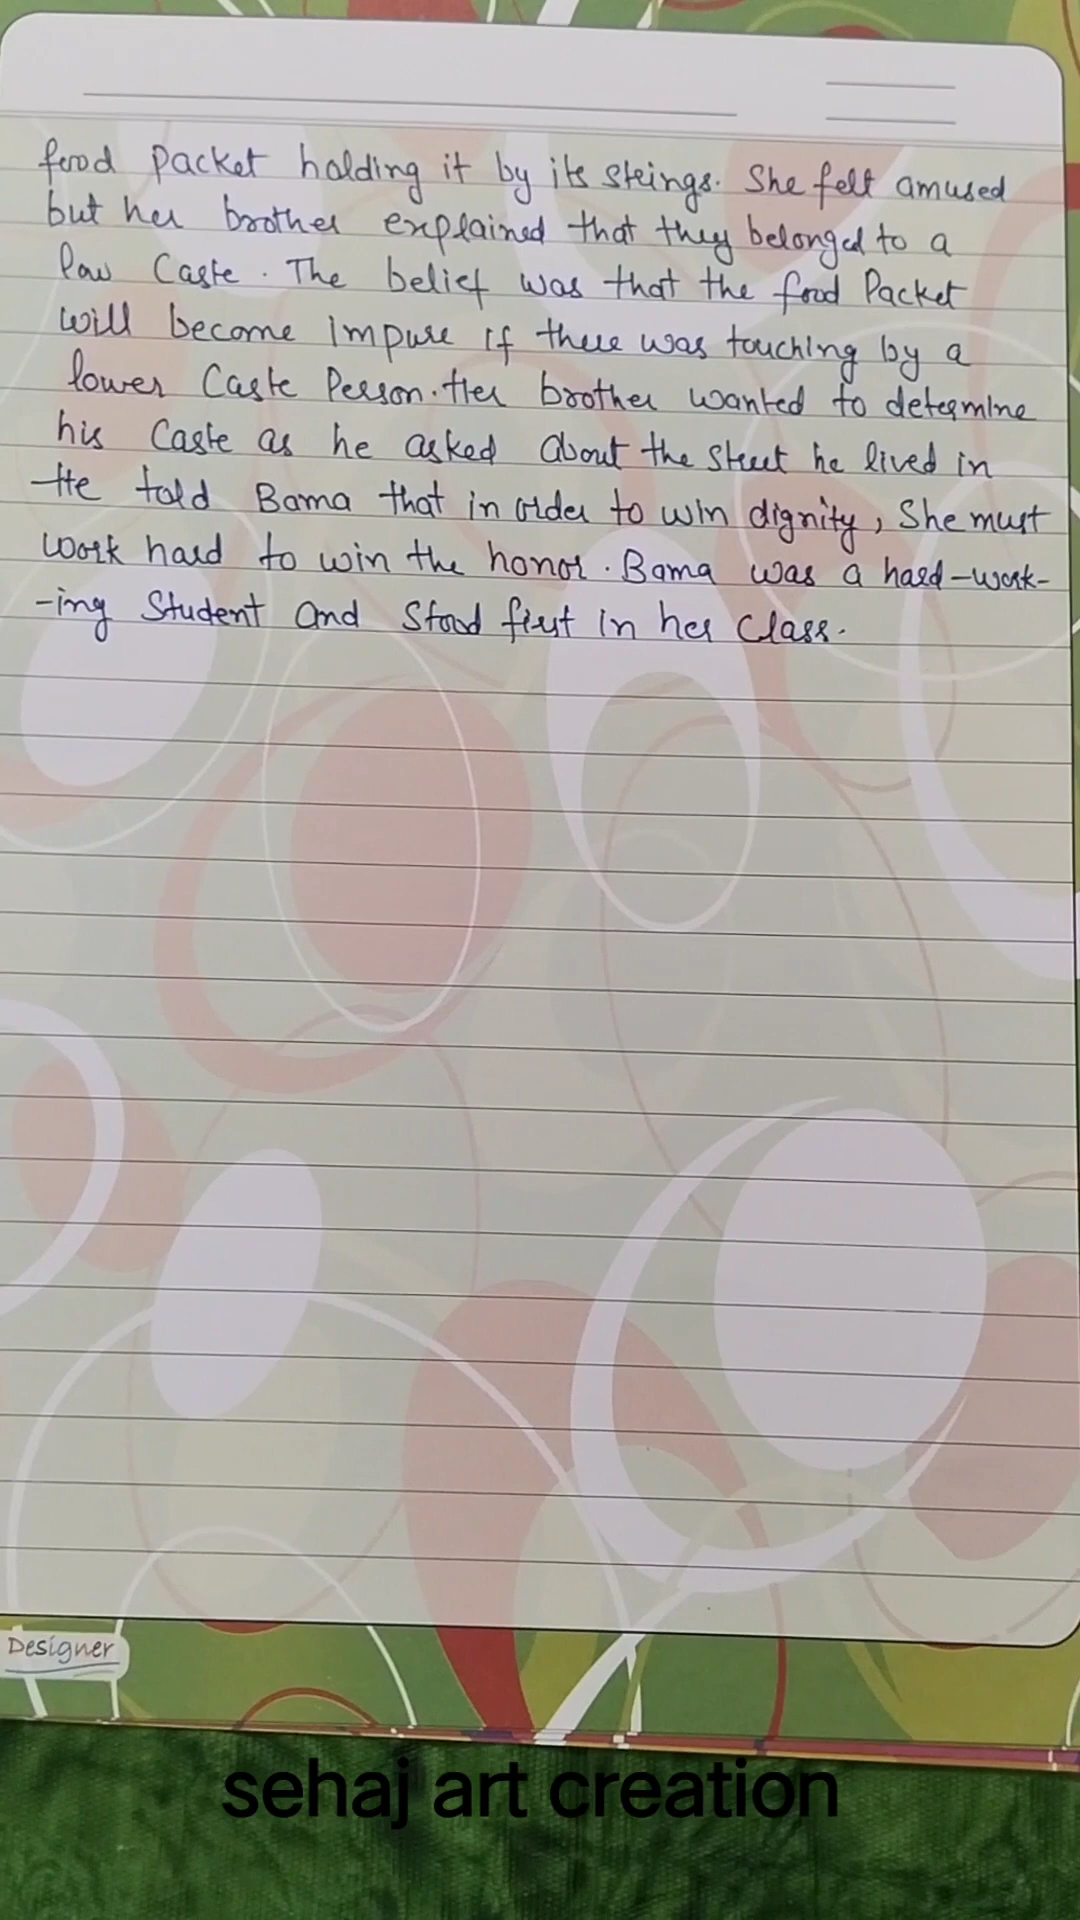 food Packet holding it by its strings. She felt amused
but her brother explained that they belonged to a
low Caste. The belief was that the food Packet
will become impure if there was touching by a
lower Caste Person. Her brother wanted to determine
his Caste as he asked about the street he lived in
He told Bama that in order to win dignity, She must
work hard to win the honor. Bama was a hard-work-
-ing Student and Stood first in her Class.
Designer
sehaj art creation